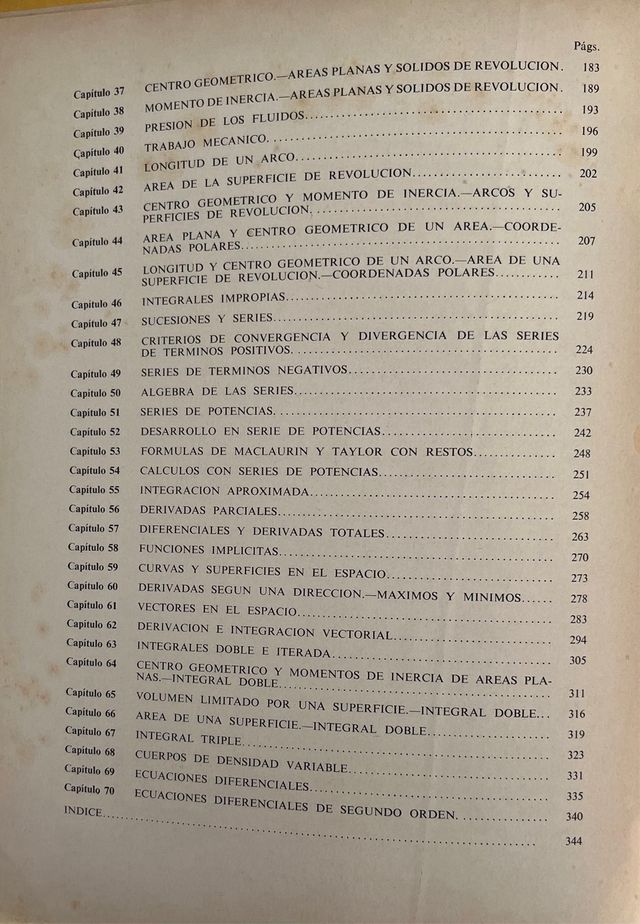 Págs.
Capítulo 37 CENTRO GEOMETRICO.—AREAS PLANAS Y SOLIDOS DE REVOLUCION. 183
Capítulo 38 MOMENTO DE INERCIA.—AREAS PLANAS Y SOLIDOS DE REVOLUCION. 189
Capítulo 39 PRESION DE LOS FLUIDOS. 193
Capítulo 40 TRABAJO MECANICO. 196
Capítulo 41 LONGITUD DE UN ARCO. 199
Capítulo 42 AREA DE LA SUPERFICIE DE REVOLUCION. 202
Capítulo 43 CENTRO GEOMETRICO Y MOMENTO DE INERCIA.—ARCOS Y SU-
PERFICIES DE REVOLUCION. 205
Capítulo 44 AREA PLANA Y CENTRO GEOMETRICO DE UN AREA.—COORDE-
NADAS POLARES. 207
Capítulo 45 LONGITUD Y CENTRO GEOMETRICO DE UN ARCO.—AREA DE UNA
SUPERFICIE DE REVOLUCION.—COORDENADAS POLARES. 211
Capítulo 46 INTEGRALES IMPROPIAS. 214
Capítulo 47 SUCESIONES Y SERIES. 219
Capítulo 48 CRITERIOS DE CONVERGENCIA Y DIVERGENCIA DE LAS SERIES
DE TERMINOS POSITIVOS. 224
Capítulo 49 SERIES DE TERMINOS NEGATIVOS. 230
Capítulo 50 ALGEBRA DE LAS SERIES. 233
Capítulo 51 SERIES DE POTENCIAS. 237
Capítulo 52 DESARROLLO EN SERIE DE POTENCIAS. 242
Capítulo 53 FORMULAS DE MACLAURIN Y TAYLOR CON RESTOS. 248
Capítulo 54 CALCULOS CON SERIES DE POTENCIAS. 251
Capítulo 55 INTEGRACION APROXIMADA. 254
Capítulo 56 DERIVADAS PARCIALES. 258
Capítulo 57 DIFERENCIALES Y DERIVADAS TOTALES. 263
Capítulo 58 FUNCIONES IMPLICITAS. 270
Capítulo 59 CURVAS Y SUPERFICIES EN EL ESPACIO. 273
Capítulo 60 DERIVADAS SEGUN UNA DIRECCION.—MAXIMOS Y MINIMOS. 278
Capítulo 61 VECTORES EN EL ESPACIO. 283
Capítulo 62 DERIVACION E INTEGRACION VECTORIAL. 294
Capítulo 63 INTEGRALES DOBLE E ITERADA. 305
Capítulo 64 CENTRO GEOMETRICO Y MOMENTOS DE INERCIA DE AREAS PLA-
NAS.—INTEGRAL DOBLE. 311
Capítulo 65 VOLUMEN LIMITADO POR UNA SUPERFICIE.—INTEGRAL DOBLE. 316
Capítulo 66 AREA DE UNA SUPERFICIE.—INTEGRAL DOBLE. 319
Capítulo 67 INTEGRAL TRIPLE. 323
Capítulo 68 CUERPOS DE DENSIDAD VARIABLE. 331
Capítulo 69 ECUACIONES DIFERENCIALES. 335
Capítulo 70 ECUACIONES DIFERENCIALES DE SEGUNDO ORDEN. 340
INDICE. 344